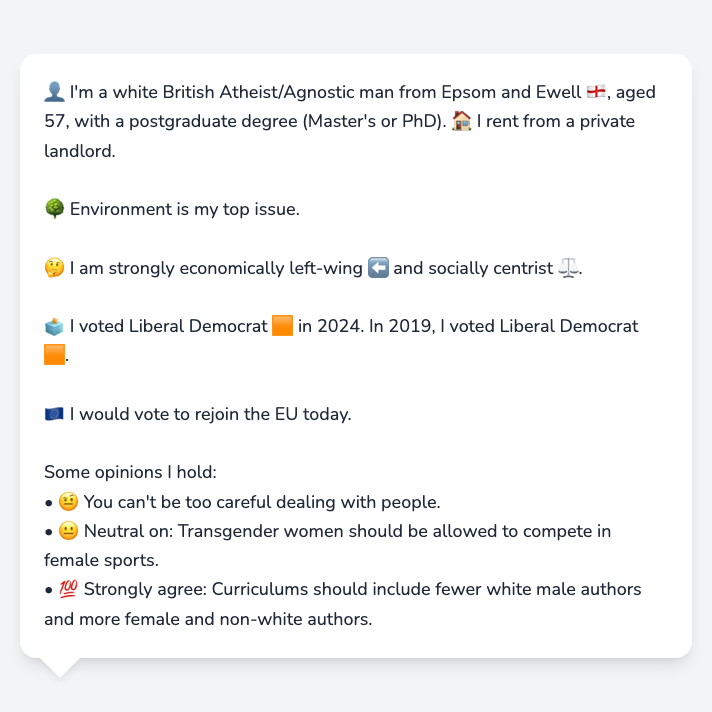 👤 I'm a white British Atheist/Agnostic man from Epsom and Ewell 🏴󠁧󠁢󠁥󠁮󠁧󠁿, aged
57, with a postgraduate degree (Master's or PhD). 🏠 I rent from a private
landlord.
🌳 Environment is my top issue.
🤔 I am strongly economically left-wing ⬅️ and socially centrist ⚖️.
🗳️ I voted Liberal Democrat 🟧 in 2024. In 2019, I voted Liberal Democrat
🟧.
🇪🇺 I would vote to rejoin the EU today.
Some opinions I hold:
• 🤨 You can't be too careful dealing with people.
• 😐 Neutral on: Transgender women should be allowed to compete in
female sports.
• 💯 Strongly agree: Curriculums should include fewer white male authors
and more female and non-white authors.